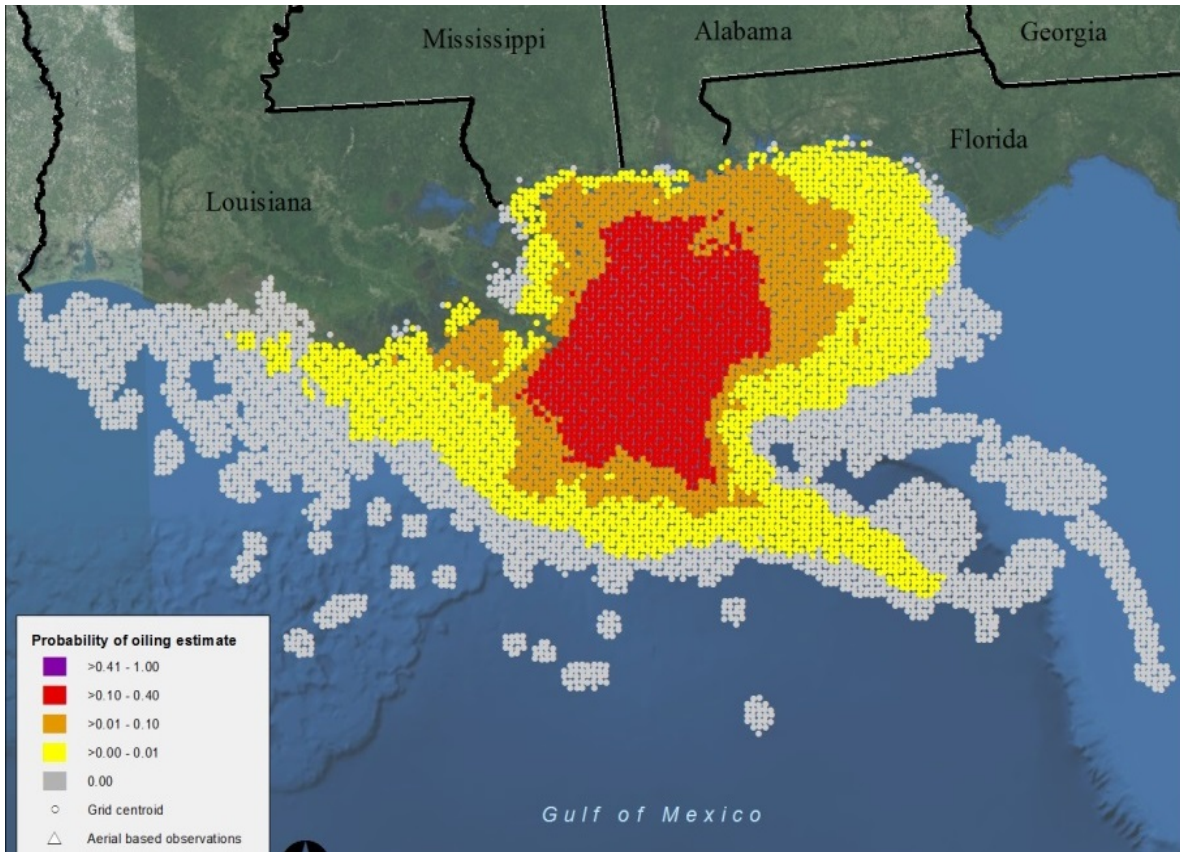 Mississippi
Alabama
Georgia
Florida
Louisiana
Probability of oiling estimate
>0.41 - 1.00
>0.10 - 0.40
>0.01 - 0.10
>0.00 - 0.01
0.00
Grid centroid
Aerial based observations
Gulf of Mexico